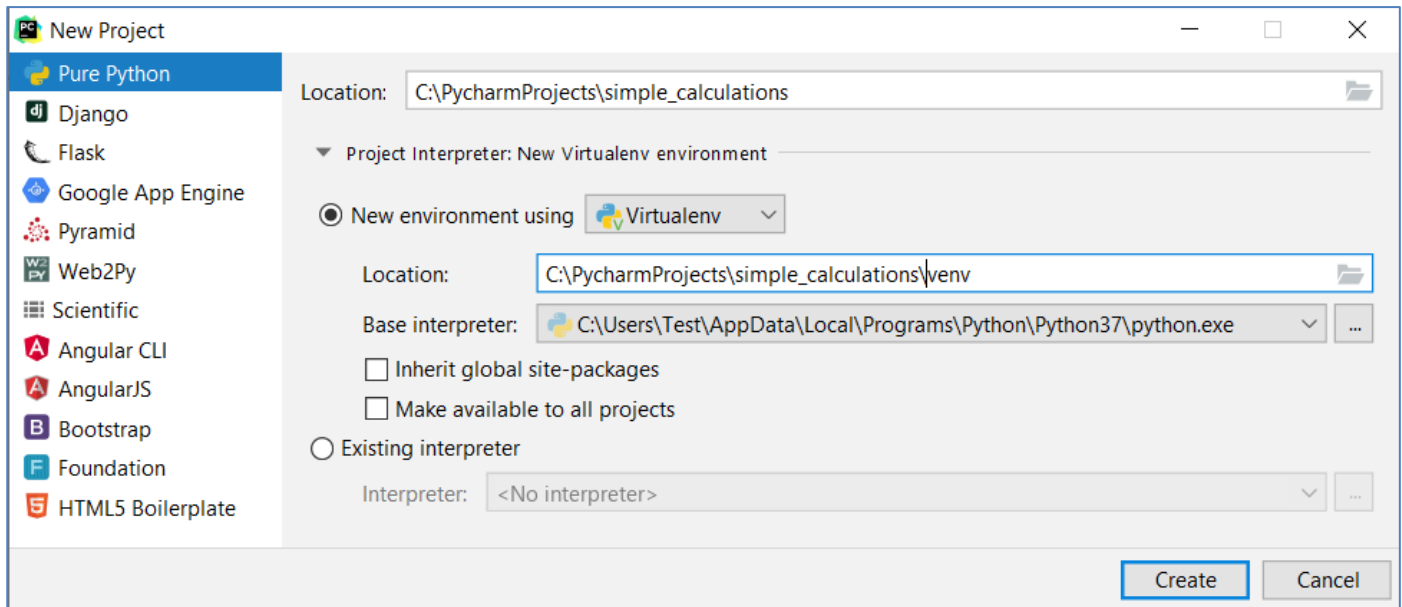 New Project
Pure Python
Django
Flask
Google App Engine
Pyramid
Web2Py
Scientific
Angular CLI
AngularJS
Bootstrap
Foundation
HTML5 Boilerplate
Location: C:\PycharmProjects\simple_calculations
Project Interpreter: New Virtualenv environment
New environment using Virtualenv
Location: C:\PycharmProjects\simple_calculations\venv
Base interpreter: C:\Users\Test\AppData\Local\Programs\Python\Python37\python.exe ...
Inherit global site-packages
Make available to all projects
Existing interpreter
Interpreter: <No interpreter> ...
Create Cancel